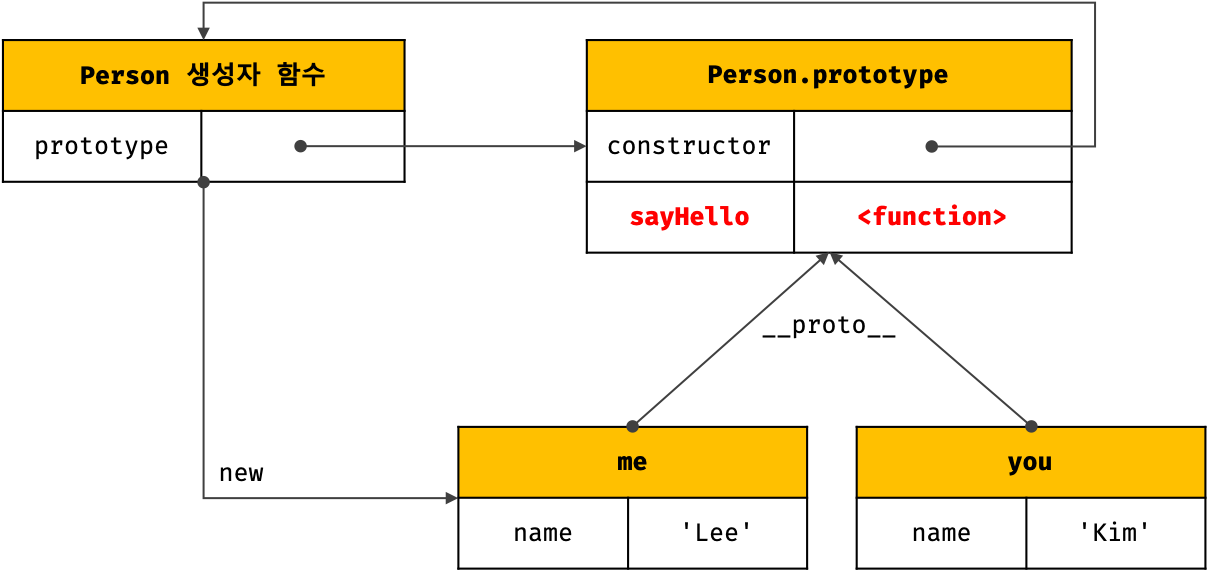 Person 생성자 함수
prototype
Person.prototype
constructor
sayHello <function>
__proto__
new
me
name 'Lee'
you
name 'Kim'